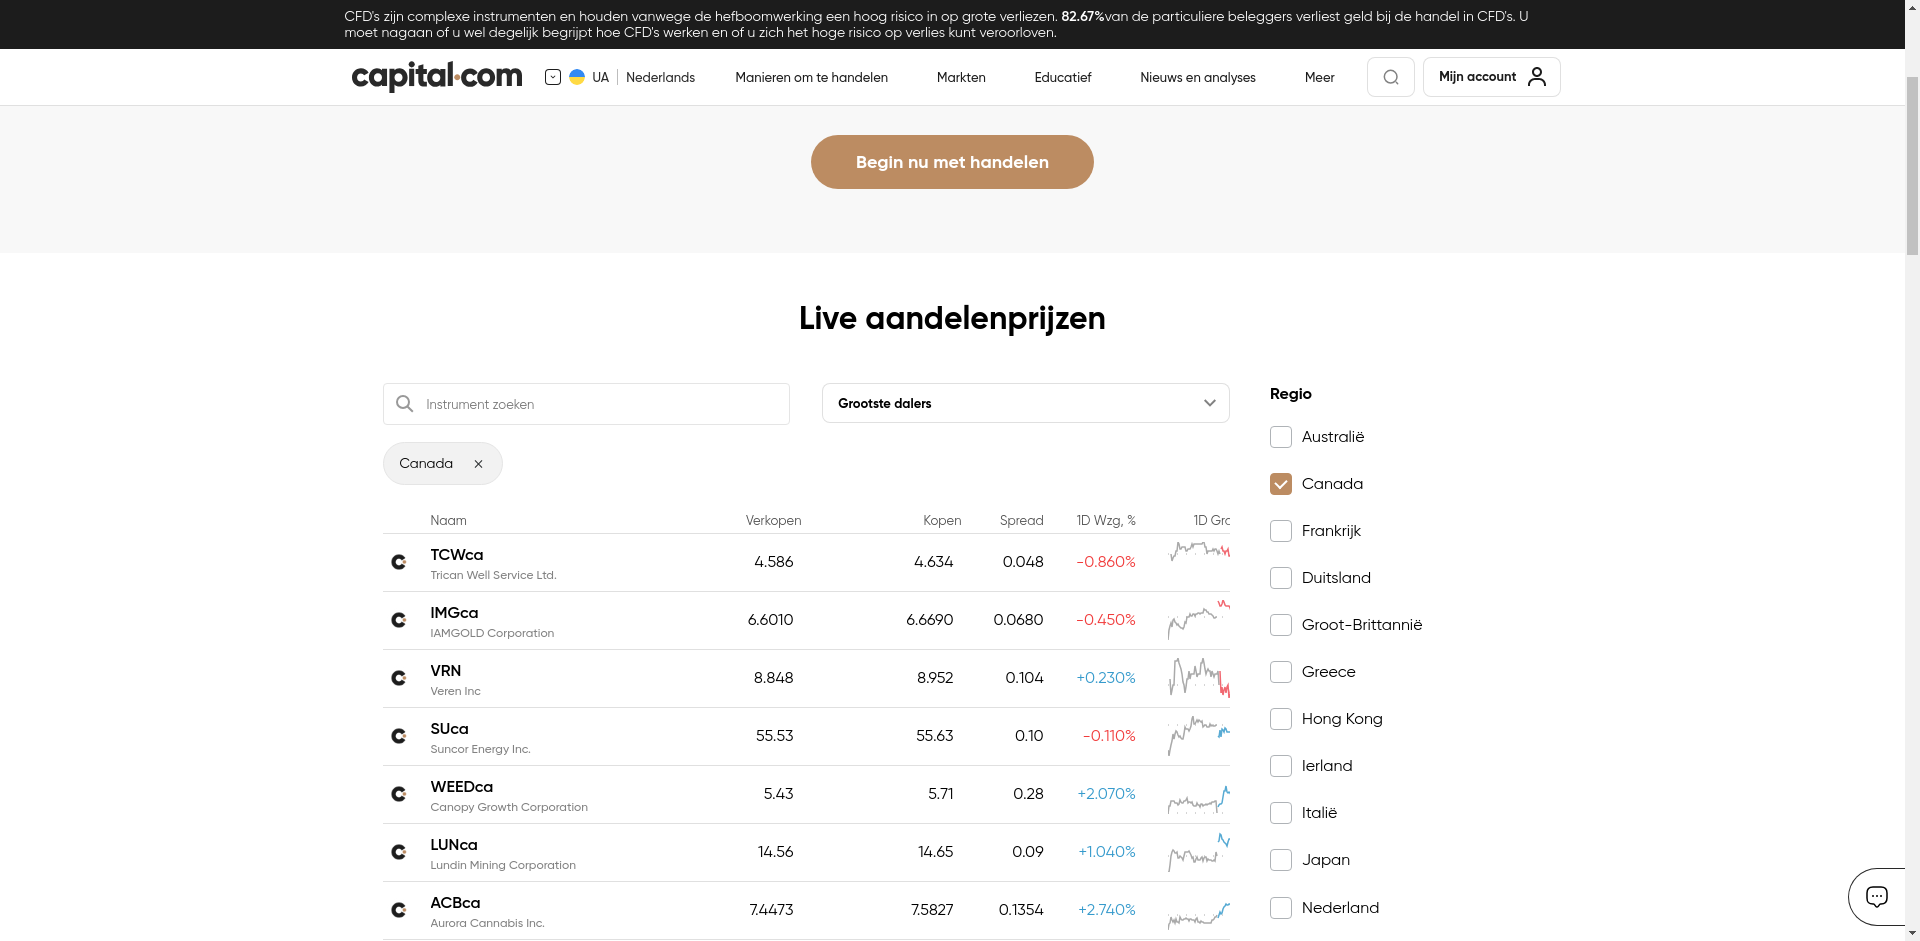 CFD's zijn complexe instrumenten en houden vanwege de hefboomwerking een hoog risico in op grote verliezen. 82.67%van de particuliere beleggers verliest geld bij de handel in CFD's. U
moet nagaan of u wel degelijk begrijpt hoe CFD's werken en of u zich het hoge risico op verlies kunt veroorloven.
capital.com UA Nederlands Manieren om te handelen Markten Educatief Nieuws en analyses Meer Mijn account
Begin nu met handelen
Live aandelenprijzen
Instrument zoeken Grootste dalers
Canada
Naam Verkopen Kopen Spread 1D Wzg, % 1D Gra
TCWca 4.586 4.634 0.048 -0.860%
Trican Well Service Ltd.
IMGca 6.6010 6.6690 0.0680 -0.450%
IAMGOLD Corporation
VRN 8.848 8.952 0.104 +0.230%
Veren Inc
SUca 55.53 55.63 0.10 -0.110%
Suncor Energy Inc.
WEEDca 5.43 5.71 0.28 +2.070%
Canopy Growth Corporation
LUNca 14.56 14.65 0.09 +1.040%
Lundin Mining Corporation
ACBca 7.4473 7.5827 0.1354 +2.740%
Aurora Cannabis Inc.
Regio
Australië
Canada
Frankrijk
Duitsland
Groot-Brittannië
Greece
Hong Kong
Ierland
Italië
Japan
Nederland